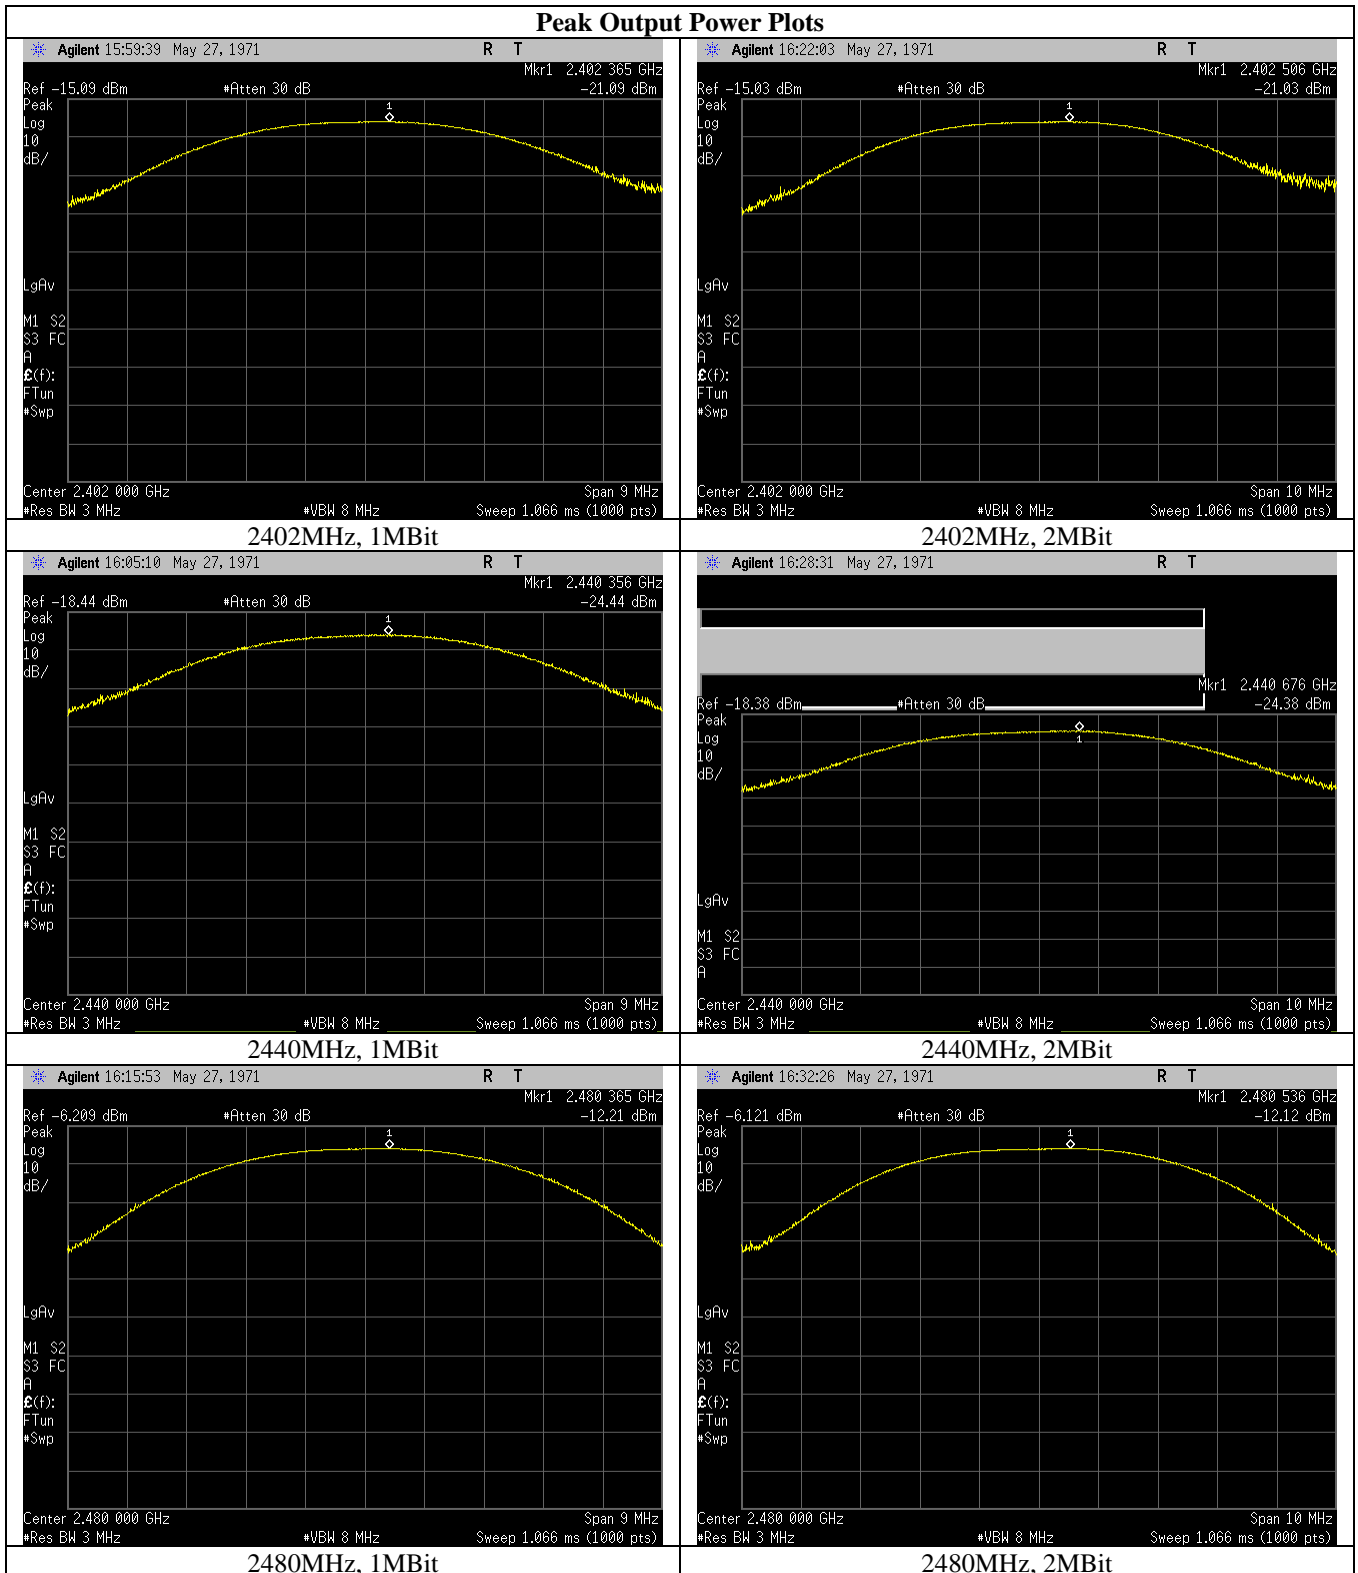 Peak Output Power Plots
Agilent 15:59:39 May 27, 1971 R T
Mkr1 2.402 365 GHz
Ref -15.09 dBm #Atten 30 dB -21.09 dBm
Peak
Log
10
dB/
1
LgAv
M1 S2
S3 FC
A
£(f):
FTun
#Swp
Center 2.402 000 GHz Span 9 MHz
#Res BW 3 MHz #VBW 8 MHz Sweep 1.066 ms (1000 pts)
2402MHz, 1MBit
Agilent 16:22:03 May 27, 1971 R T
Mkr1 2.402 506 GHz
Ref -15.03 dBm #Atten 30 dB -21.03 dBm
Peak
Log
10
dB/
1
LgAv
M1 S2
S3 FC
A
£(f):
FTun
#Swp
Center 2.402 000 GHz Span 10 MHz
#Res BW 3 MHz #VBW 8 MHz Sweep 1.066 ms (1000 pts)
2402MHz, 2MBit
Agilent 16:05:10 May 27, 1971 R T
Mkr1 2.440 356 GHz
Ref -18.44 dBm #Atten 30 dB -24.44 dBm
Peak
Log
10
dB/
1
LgAv
M1 S2
S3 FC
A
£(f):
FTun
#Swp
Center 2.440 000 GHz Span 9 MHz
#Res BW 3 MHz #VBW 8 MHz Sweep 1.066 ms (1000 pts)
2440MHz, 1MBit
Agilent 16:28:31 May 27, 1971 R T
Mkr1 2.440 676 GHz
Ref -18.38 dBm #Atten 30 dB -24.38 dBm
Peak
Log
10
dB/
1
LgAv
M1 S2
S3 FC
A
Center 2.440 000 GHz Span 10 MHz
#Res BW 3 MHz #VBW 8 MHz Sweep 1.066 ms (1000 pts)
2440MHz, 2MBit
Agilent 16:15:53 May 27, 1971 R T
Mkr1 2.480 365 GHz
Ref -6.209 dBm #Atten 30 dB -12.21 dBm
Peak
Log
10
dB/
1
LgAv
M1 S2
S3 FC
A
£(f):
FTun
#Swp
Center 2.480 000 GHz Span 9 MHz
#Res BW 3 MHz #VBW 8 MHz Sweep 1.066 ms (1000 pts)
2480MHz, 1MBit
Agilent 16:32:26 May 27, 1971 R T
Mkr1 2.480 536 GHz
Ref -6.121 dBm #Atten 30 dB -12.12 dBm
Peak
Log
10
dB/
1
LgAv
M1 S2
S3 FC
A
£(f):
FTun
#Swp
Center 2.480 000 GHz Span 10 MHz
#Res BW 3 MHz #VBW 8 MHz Sweep 1.066 ms (1000 pts)
2480MHz, 2MBit